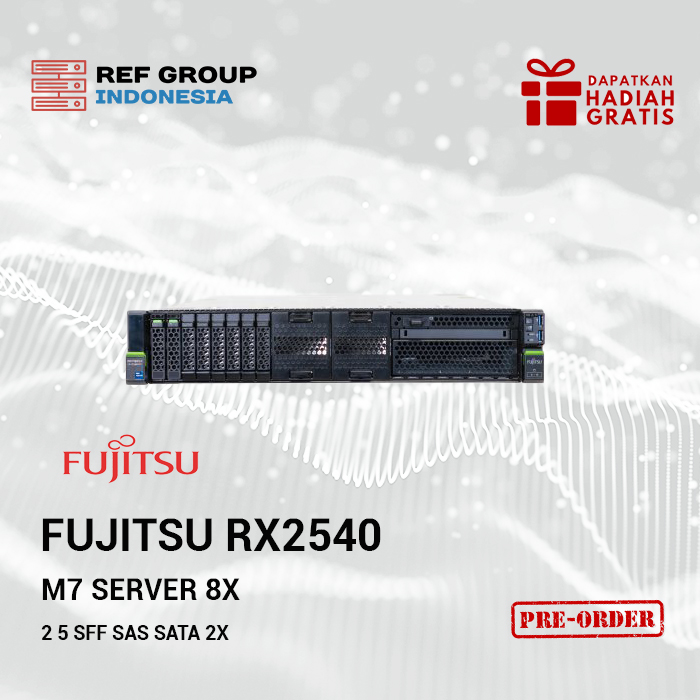 REF GROUP
INDONESIA
DAPATKAN
HADIAH
GRATIS
FUJITSU
FUJITSU
FUJITSU RX2540
M7 SERVER 8X
2 5 SFF SAS SATA 2X
PRE-ORDER